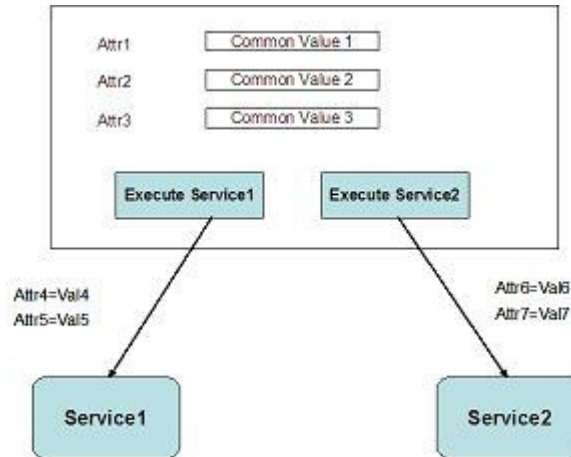 Attr1 Common Value 1
Attr2 Common Value 2
Attr3 Common Value 3
Execute Service1 Execute Service2
Attr4=Val4
Attr5=Val5
Attr6=Val6
Attr7=Val7
Service1 Service2